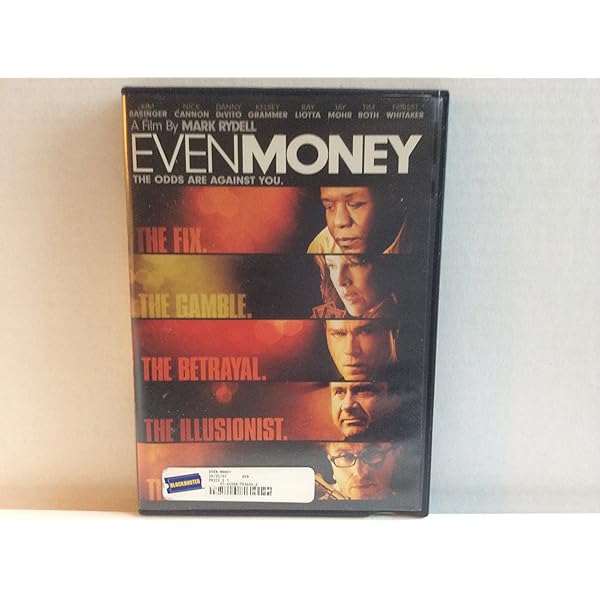 KIM NICK DANNY KELSEY RAY JAY TIM FOREST
BASINGER CANNON DeVITO GRAMMER LIOTTA MOHR ROTH WHITAKER
A Film By MARK RYDELL
EVENMONEY
THE ODDS ARE AGAINST YOU.
THE FIX.
THE GAMBLE.
THE BETRAYAL.
THE ILLUSIONIST.
BLOCKBUSTER
EVEN MONEY
DVD